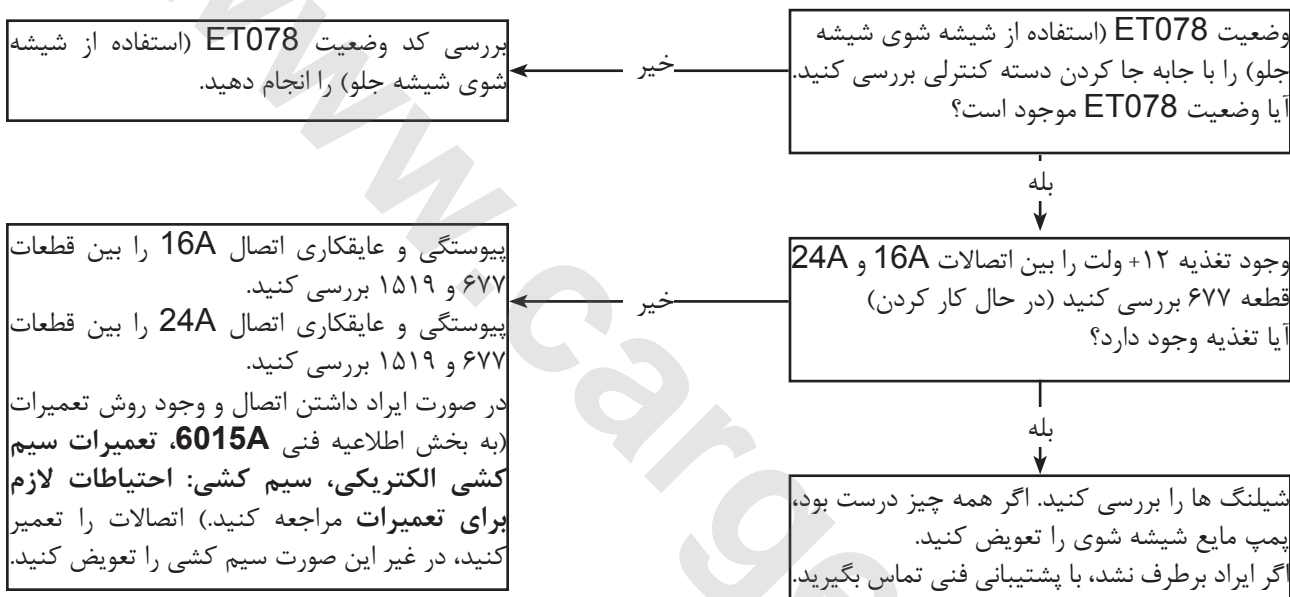 وضعیت ET078 (استفاده از شیشه شوی شیشه
جلو) را با جابه جا کردن دسته کنترلی بررسی کنید.
آیا وضعیت ET078 موجود است؟
خیر
بررسی کد وضعیت ET078 (استفاده از شیشه
شوی شیشه جلو) را انجام دهید.
بله
وجود تغذیه ۱۲+ ولت را بین اتصالات 16A و 24A
قطعه ۶۷۷ بررسی کنید (در حال کار کردن)
آیا تغذیه وجود دارد؟
خیر
پیوستگی و عایقکاری اتصال 16A را بین قطعات
۶۷۷ و ۱۵۱۹ بررسی کنید.
پیوستگی و عایقکاری اتصال 24A را بین قطعات
۶۷۷ و ۱۵۱۹ بررسی کنید.
در صورت ایراد داشتن اتصال و وجود روش تعمیرات
(به بخش اطلاعیه فنی 6015A، تعمیرات سیم
کشی الکتریکی، سیم کشی: احتیاطات لازم
برای تعمیرات مراجعه کنید.) اتصالات را تعمیر
کنید، در غیر این صورت سیم کشی را تعویض کنید.
بله
شیلنگ ها را بررسی کنید. اگر همه چیز درست بود،
پمپ مایع شیشه شوی را تعویض کنید.
اگر ایراد برطرف نشد، با پشتیبانی فنی تماس بگیرید.